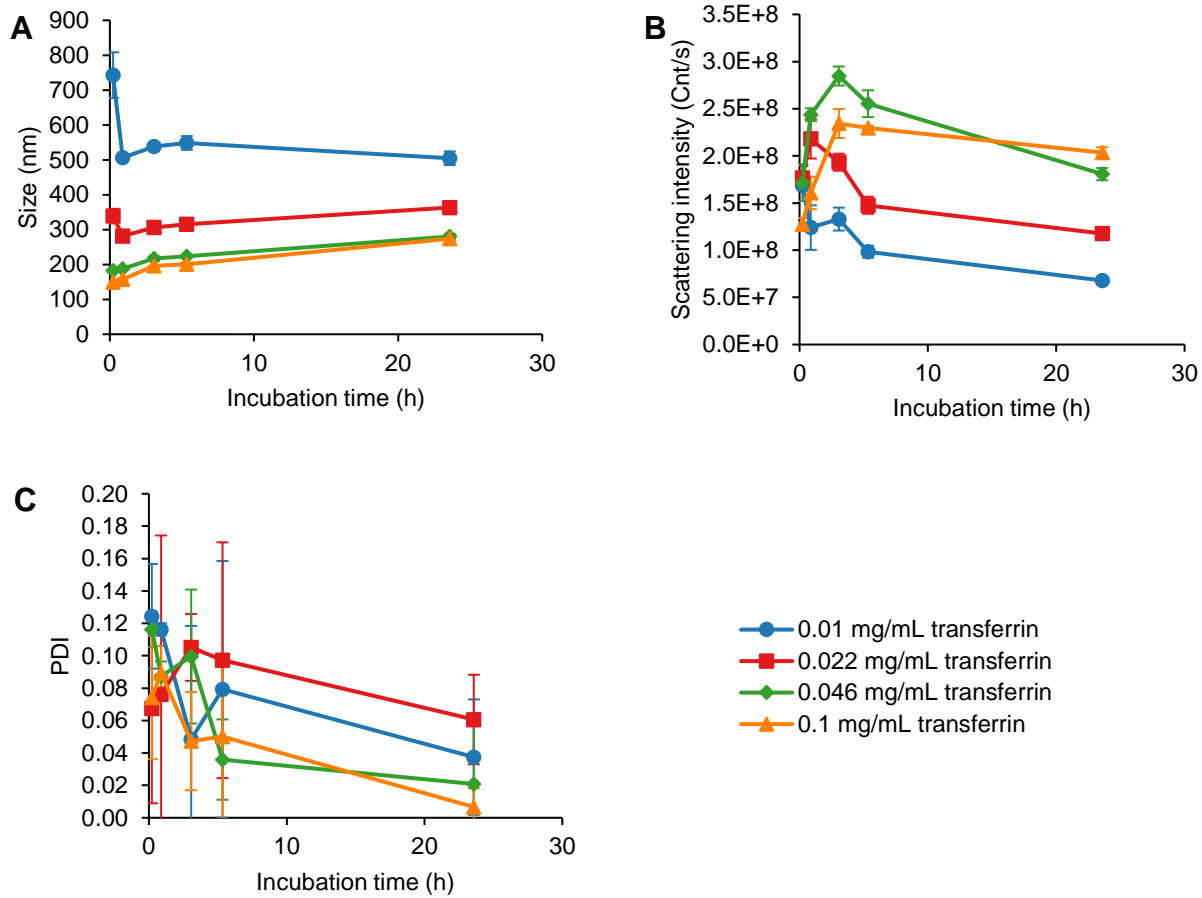 A
900
800
700
600
500
400
300
200
100
0
Size (nm)
0 10 20 30
Incubation time (h)
B
3.5E+8
3.0E+8
2.5E+8
2.0E+8
1.5E+8
1.0E+8
5.0E+7
0.0E+0
Scattering intensity (Cnt/s)
0 10 20 30
Incubation time (h)
C
0.20
0.18
0.16
0.14
0.12
0.10
0.08
0.06
0.04
0.02
0.00
PDI
0 10 20 30
Incubation time (h)
0.01 mg/mL transferrin
0.022 mg/mL transferrin
0.046 mg/mL transferrin
0.1 mg/mL transferrin